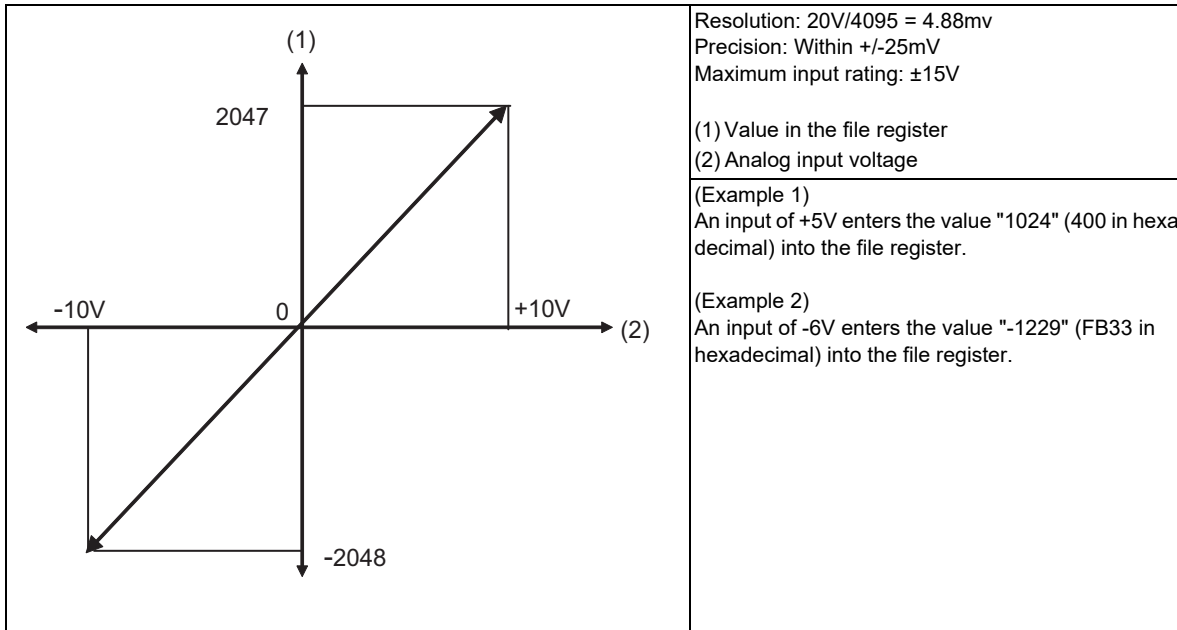 (1)
2047
-10V
0
+10V
(2)
-2048
Resolution: 20V/4095 = 4.88mv
Precision: Within +/-25mV
Maximum input rating: ±15V
(1) Value in the file register
(2) Analog input voltage
(Example 1)
An input of +5V enters the value "1024" (400 in hexa
decimal) into the file register.
(Example 2)
An input of -6V enters the value "-1229" (FB33 in
hexadecimal) into the file register.